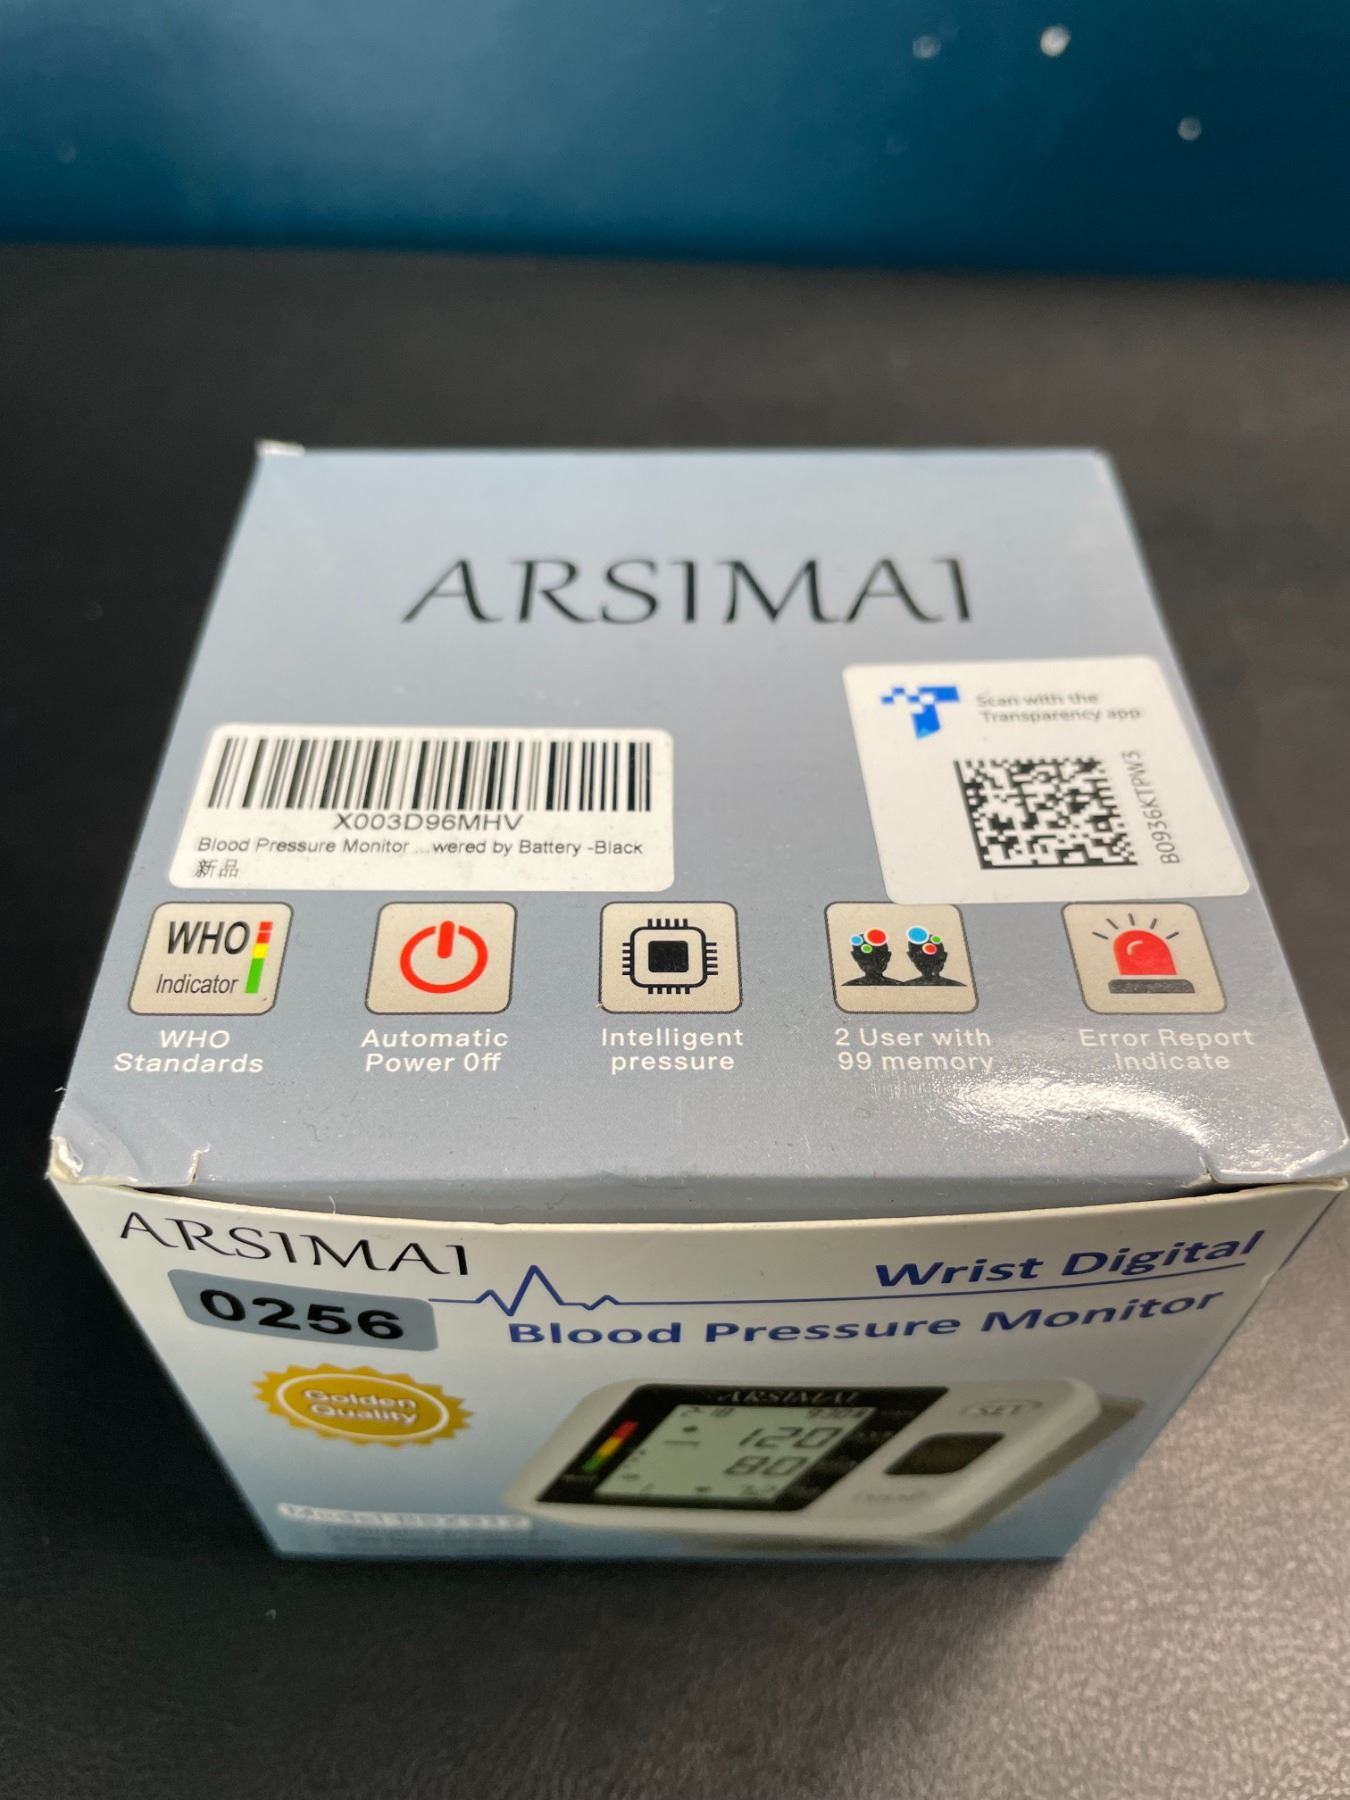 ARSIMAI
Scan with the
Transparency app
B0936KTPW3
X003D96MHV
Blood Pressure Monitor ...wered by Battery -Black
新品
WHO
Indicator
WHO
Standards
Automatic
Power Off
Intelligent
pressure
2 User with
99 memory
Error Report
Indicate
ARSIMAI
0256
Wrist Digital
Blood Pressure Monitor
Golden
Quality
ARSIMAI
SET
120
80
Model